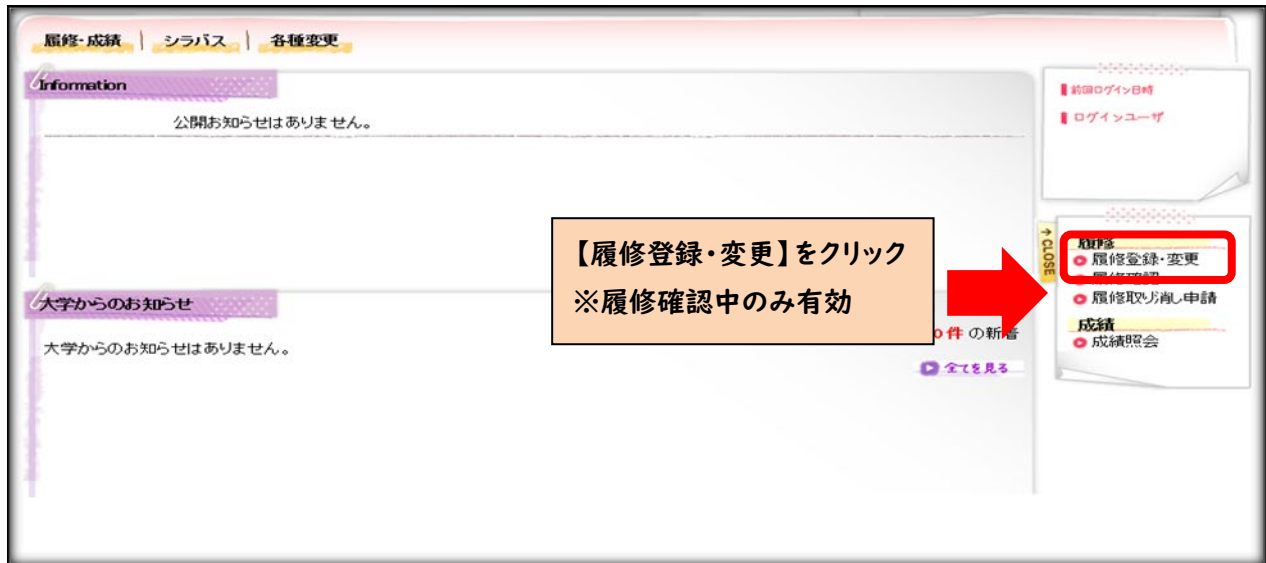 履修・成績 | シラバス | 各種変更
Information
公開お知らせはありません。
大学からのお知らせ
0件 の新着
大学からのお知らせはありません。
全てを見る
【履修登録・変更】をクリック
※履修確認中のみ有効
前回ログイン日時
ログインユーザ
↑CLOSE
履修
履修登録・変更
履修確認
履修取り消し申請
成績
成績照会